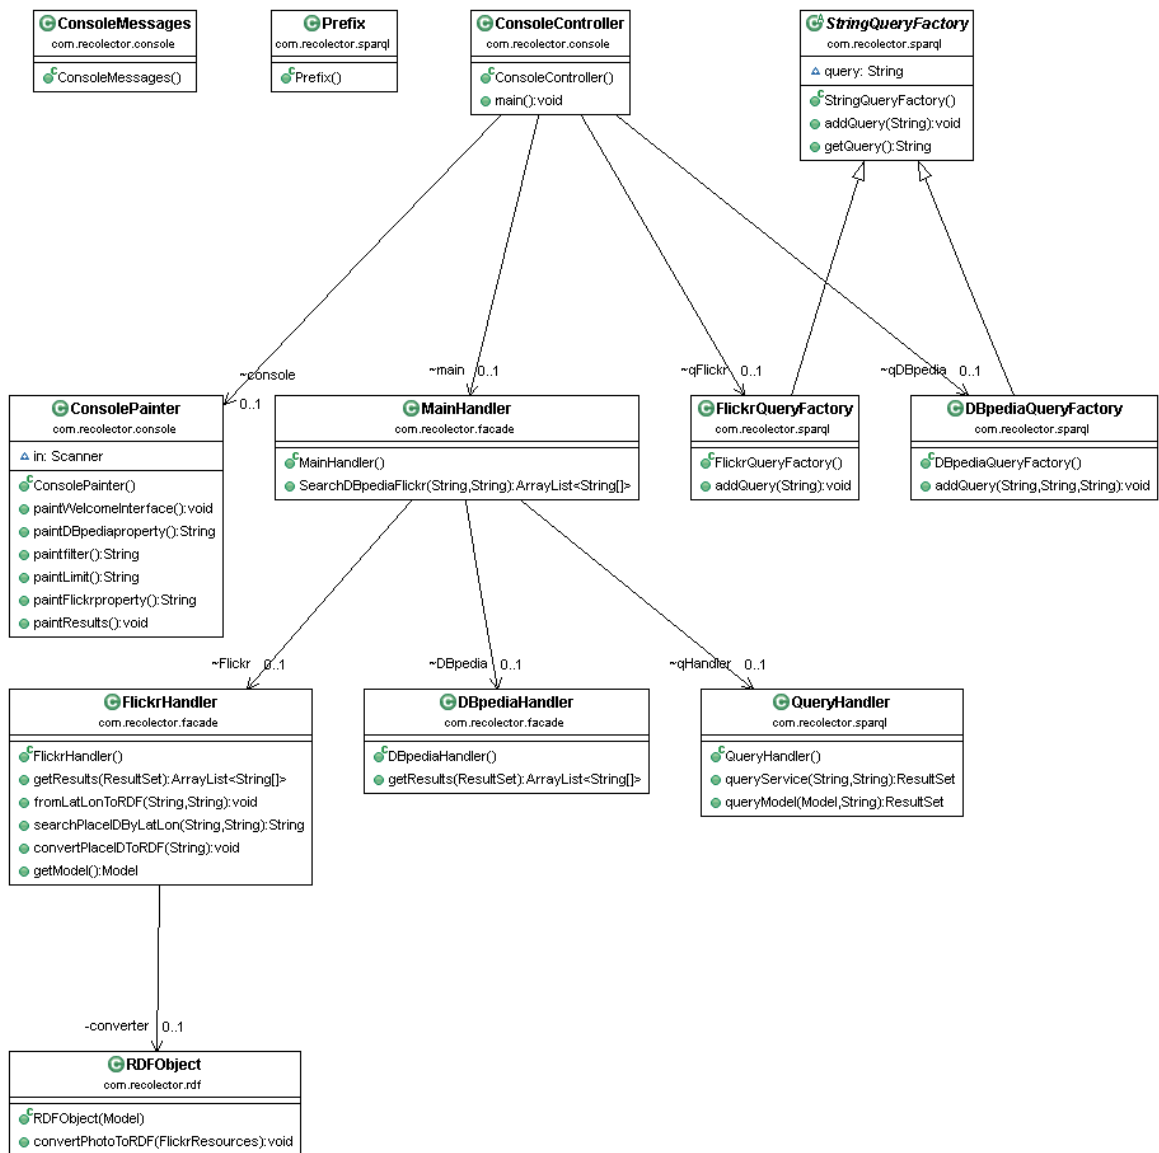 ConsoleMessages
com.recolector.console
ConsoleMessages()
Prefix
com.recolector.sparql
Prefix()
ConsoleController
com.recolector.console
ConsoleController()
main():void
StringQueryFactory
com.recolector.sparql
query: String
StringQueryFactory()
addQuery(String):void
getQuery():String
~console
0..1
~main 0..1
~qFlickr 0..1
~qDBpedia 0..1
ConsolePainter
com.recolector.console
in: Scanner
ConsolePainter()
paintWelcomeInterface():void
paintDBpediaproperty():String
paintfilter():String
paintLimit():String
paintFlickrproperty():String
paintResults():void
MainHandler
com.recolector.facade
MainHandler()
SearchDBpediaFlickr(String,String):ArrayList<String[]>
FlickrQueryFactory
com.recolector.sparql
FlickrQueryFactory()
addQuery(String):void
DBpediaQueryFactory
com.recolector.sparql
DBpediaQueryFactory()
addQuery(String,String,String):void
~Flickr 0..1
~DBpedia 0..1
~qHandler 0..1
FlickrHandler
com.recolector.facade
FlickrHandler()
getResults(ResultSet):ArrayList<String[]>
fromLatLonToRDF(String,String):void
searchPlaceIDByLatLon(String,String):String
convertPlaceIDToRDF(String):void
getModel():Model
DBpediaHandler
com.recolector.facade
DBpediaHandler()
getResults(ResultSet):ArrayList<String[]>
QueryHandler
com.recolector.sparql
QueryHandler()
queryService(String,String):ResultSet
queryModel(Model,String):ResultSet
-converter 0..1
RDFObject
com.recolector.rdf
RDFObject(Model)
convertPhotoToRDF(FlickrResources):void